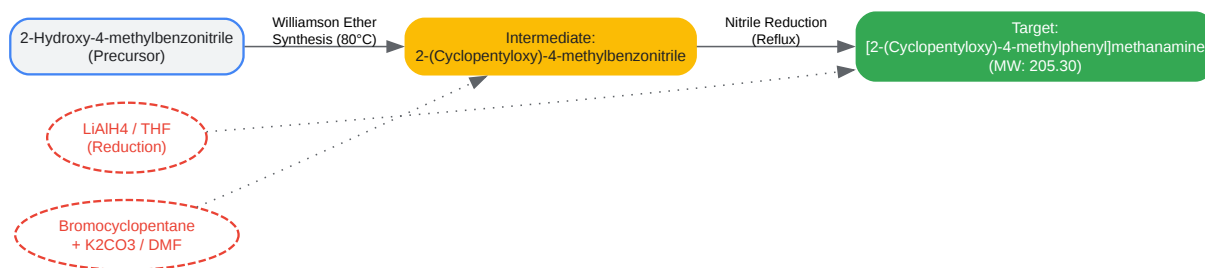 2-Hydroxy-4-methylbenzonitrile
(Precursor)
Williamson Ether
Synthesis (80°C)
Intermediate:
2-(Cyclopentyloxy)-4-methylbenzonitrile
Nitrile Reduction
(Reflux)
Target:
[2-(Cyclopentyloxy)-4-methylphenyl]methanamine
(MW: 205.30)
LiAlH4 / THF
(Reduction)
Bromocyclopentane
+ K2CO3 / DMF